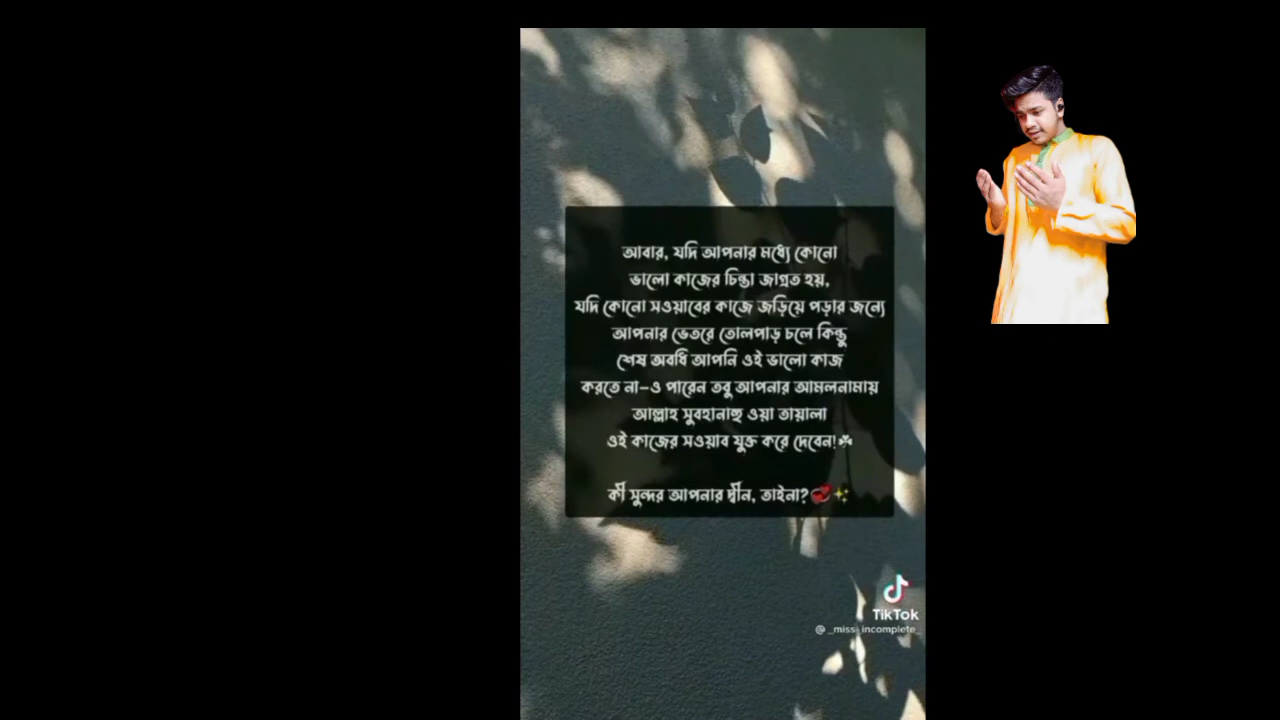 আবার, যদি আপনার মধ্যে কোনো
ভালো কাজের চিন্তা জাগ্রত হয়,
যদি কোনো সওয়াবের কাজে জড়িয়ে পড়ার জন্যে
আপনার ভেতরে তোলপাড় চলে কিন্তু
শেষ অবধি আপনি ওই ভালো কাজ
করতে না-ও পারেন তবু আপনার আমলনামায়
আল্লাহ সুবহানাহু ওয়া তায়ালা
ওই কাজের সওয়াব যুক্ত করে দেবেন!☘
কী সুন্দর আপনার দ্বীন, তাইনা?💞✨
TikTok
@_miss_incomplete_